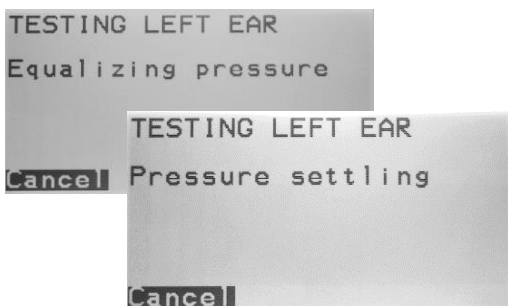 TESTING LEFT EAR
Equalizing pressure
Cancel
TESTING LEFT EAR
Pressure settling
Cancel